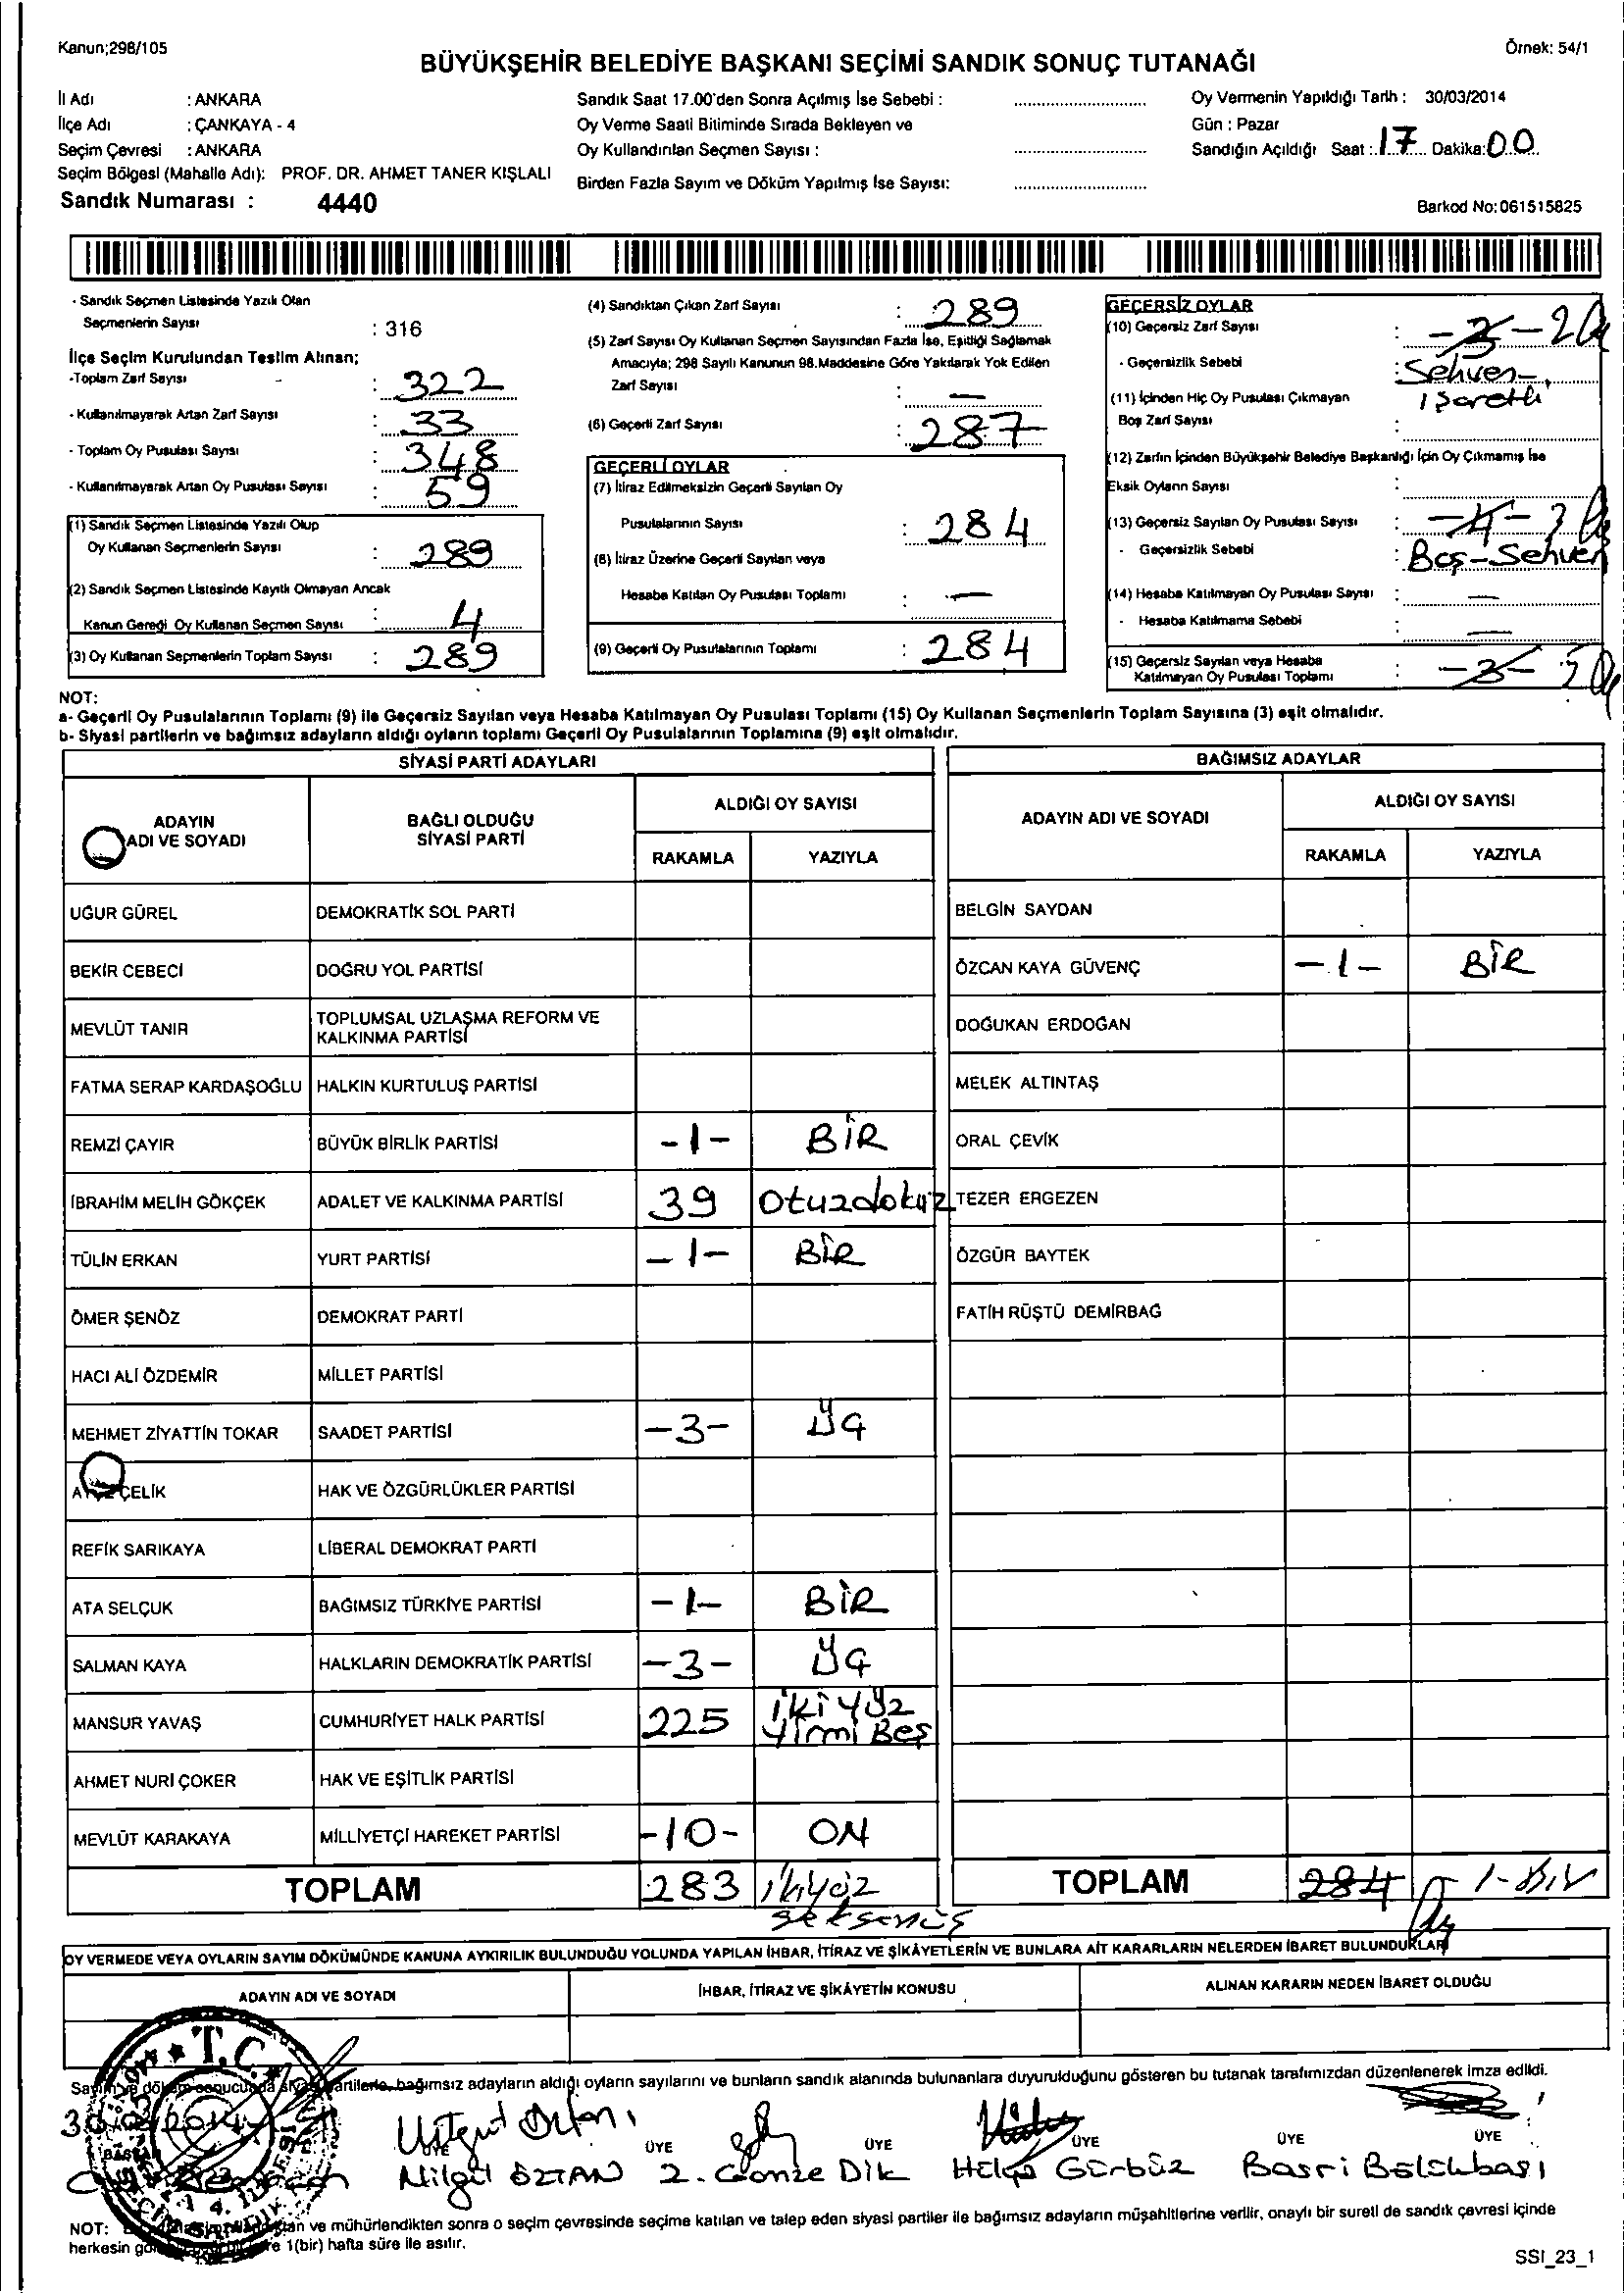 Kanun;298/105
Örnek: 54/1
BÜYÜKŞEHİR BELEDİYE BAŞKANI SEÇİMİ SANDIK SONUÇ TUTANAĞI
İl Adı : ANKARA
İlçe Adı : ÇANKAYA - 4
Seçim Çevresi : ANKARA
Seçim Bölgesi (Mahalle Adı): PROF. DR. AHMET TANER KIŞLALI
Sandık Numarası : 4440
Sandık Saat 17.00'den Sonra Açılmış İse Sebebi :
Oy Verme Saati Bitiminde Sırada Bekleyen ve
Oy Kullandırılan Seçmen Sayısı :
Birden Fazla Sayım ve Döküm Yapılmış İse Sayısı:
Oy Vermenin Yapıldığı Tarih : 30/03/2014
Gün : Pazar
Sandığın Açıldığı Saat : 17 Dakika: 00
Barkod No:061515825
- Sandık Seçmen Listesinde Yazılı Olan
Seçmenlerin Sayısı : 316
İlçe Seçim Kurulundan Teslim Alınan;
-Toplam Zarf Sayısı : 322
- Kullanılmayarak Artan Zarf Sayısı : 33
- Toplam Oy Pusulası Sayısı : 348
- Kullanılmayarak Artan Oy Pusulası Sayısı : 59
(1) Sandık Seçmen Listesinde Yazılı Olup
Oy Kullanan Seçmenlerin Sayısı : 289
(2) Sandık Seçmen Listesinde Kayıtlı Olmayan Ancak
Kanun Gereği Oy Kullanan Seçmen Sayısı : 4
(3) Oy Kullanan Seçmenlerin Toplam Sayısı : 289
(4) Sandıktan Çıkan Zarf Sayısı : 289
(5) Zarf Sayısı Oy Kullanan Seçmen Sayısından Fazla İse, Eşitliği Sağlamak
Amacıyla; 298 Sayılı Kanunun 98.Maddesine Göre Yakılarak Yok Edilen
Zarf Sayısı : —
(6) Geçerli Zarf Sayısı : 287
GEÇERLİ OYLAR
(7) İtiraz Edilmeksizin Geçerli Sayılan Oy
Pusulalarının Sayısı : 284
(8) İtiraz Üzerine Geçerli Sayılan veya
Hesaba Katılan Oy Pusulası Toplamı : —
(9) Geçerli Oy Pusulalarının Toplamı : 284
GEÇERSİZ OYLAR
(10) Geçersiz Zarf Sayısı : -3- 2
- Geçersizlik Sebebi : Sehven-
işaretli
(11) İçinden Hiç Oy Pusulası Çıkmayan
Boş Zarf Sayısı :
(12) Zarfın İçinden Büyükşehir Belediye Başkanlığı İçin Oy Çıkmamış İse
Eksik Oyların Sayısı :
(13) Geçersiz Sayılan Oy Pusulası Sayısı : -4-
- Geçersizlik Sebebi : Boş-Sehven
(14) Hesaba Katılmayan Oy Pusulası Sayısı : —
- Hesaba Katılmama Sebebi : —
(15) Geçersiz Sayılan veya Hesaba
Katılmayan Oy Pusulası Toplamı :
NOT:
a- Geçerli Oy Pusulalarının Toplamı (9) ile Geçersiz Sayılan veya Hesaba Katılmayan Oy Pusulası Toplamı (15) Oy Kullanan Seçmenlerin Toplam Sayısına (3) eşit olmalıdır.
b- Siyasi partilerin ve bağımsız adayların aldığı oyların toplamı Geçerli Oy Pusulalarının Toplamına (9) eşit olmalıdır.
SİYASİ PARTİ ADAYLARI
ADAYIN
ADI VE SOYADI
BAĞLI OLDUĞU
SİYASİ PARTİ
ALDIĞI OY SAYISI
RAKAMLA YAZIYLA
UĞUR GÜREL DEMOKRATİK SOL PARTİ
BEKİR CEBECİ DOĞRU YOL PARTİSİ
MEVLÜT TANIR TOPLUMSAL UZLAŞMA REFORM VE
KALKINMA PARTİSİ
FATMA SERAP KARDAŞOĞLU HALKIN KURTULUŞ PARTİSİ
REMZİ ÇAYIR BÜYÜK BİRLİK PARTİSİ -1- BİR
İBRAHİM MELİH GÖKÇEK ADALET VE KALKINMA PARTİSİ 39 Otuzdokuz
TÜLİN ERKAN YURT PARTİSİ -1- BİR
ÖMER ŞENÖZ DEMOKRAT PARTİ
HACI ALİ ÖZDEMİR MİLLET PARTİSİ
MEHMET ZİYATTİN TOKAR SAADET PARTİSİ -3- Üç
ÇELİK HAK VE ÖZGÜRLÜKLER PARTİSİ
REFİK SARIKAYA LİBERAL DEMOKRAT PARTİ
ATA SELÇUK BAĞIMSIZ TÜRKİYE PARTİSİ -1- BİR
SALMAN KAYA HALKLARIN DEMOKRATİK PARTİSİ -3- Üç
MANSUR YAVAŞ CUMHURİYET HALK PARTİSİ 225 ikiyüz
yirmi Beş
AHMET NURİ ÇOKER HAK VE EŞİTLİK PARTİSİ
MEVLÜT KARAKAYA MİLLİYETÇİ HAREKET PARTİSİ -10- ON
TOPLAM 283 ikiyüz
seksenüç
BAĞIMSIZ ADAYLAR
ADAYIN ADI VE SOYADI
ALDIĞI OY SAYISI
RAKAMLA YAZIYLA
BELGİN SAYDAN
ÖZCAN KAYA GÜVENÇ -1- BİR
DOĞUKAN ERDOĞAN
MELEK ALTINTAŞ
ORAL ÇEVİK
TEZER ERGEZEN
ÖZGÜR BAYTEK
FATİH RÜŞTÜ DEMİRBAĞ
TOPLAM 284 1-Bir
OY VERMEDE VEYA OYLARIN SAYIM DÖKÜMÜNDE KANUNA AYKIRILIK BULUNDUĞU YOLUNDA YAPILAN İHBAR, İTİRAZ VE ŞİKÂYETLERİN VE BUNLARA AİT KARARLARIN NELERDEN İBARET BULUNDUKLARI
ADAYIN ADI VE SOYADI
İHBAR, İTİRAZ VE ŞİKÂYETİN KONUSU
ALINAN KARARIN NEDEN İBARET OLDUĞU
T.C.
Sayım ve döküm sonucunda siyasi partilerle, bağımsız adayların aldığı oyların sayılarını ve bunların sandık alanında bulunanlara duyurulduğunu gösteren bu tutanak tarafımızdan düzenlenerek imza edildi.
ÜYE ÜYE ÜYE ÜYE ÜYE ÜYE
Nilgül ÖZTAN 2. Gamze Dik Gürbüz Basri Bölükbaşı
NOT: ve mühürlendikten sonra o seçim çevresinde seçime katılan ve talep eden siyasi partiler ile bağımsız adayların müşahitlerine verilir, onaylı bir sureti de sandık çevresi içinde
herkesin 1(bir) hafta süre ile asılır.
SSI_23_1